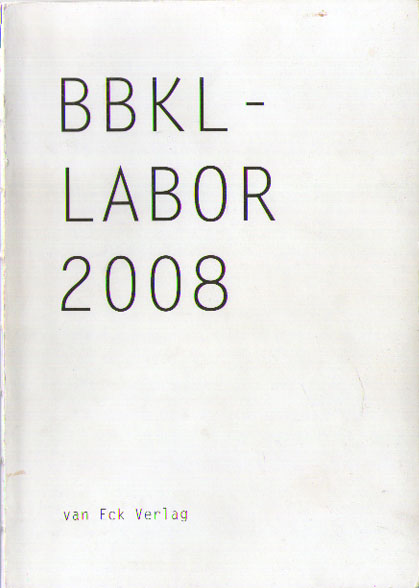 BBKL-
LABOR
2008
van Eck Verlag